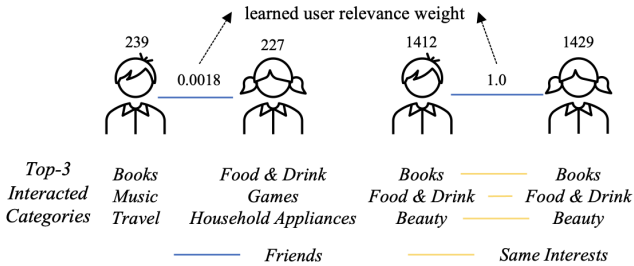 learned user relevance weight
239 227 1412 1429
0.0018 1.0
Top-3 Books Food & Drink Books Books
Interacted Music Games Food & Drink Food & Drink
Categories Travel Household Appliances Beauty Beauty
Friends Same Interests